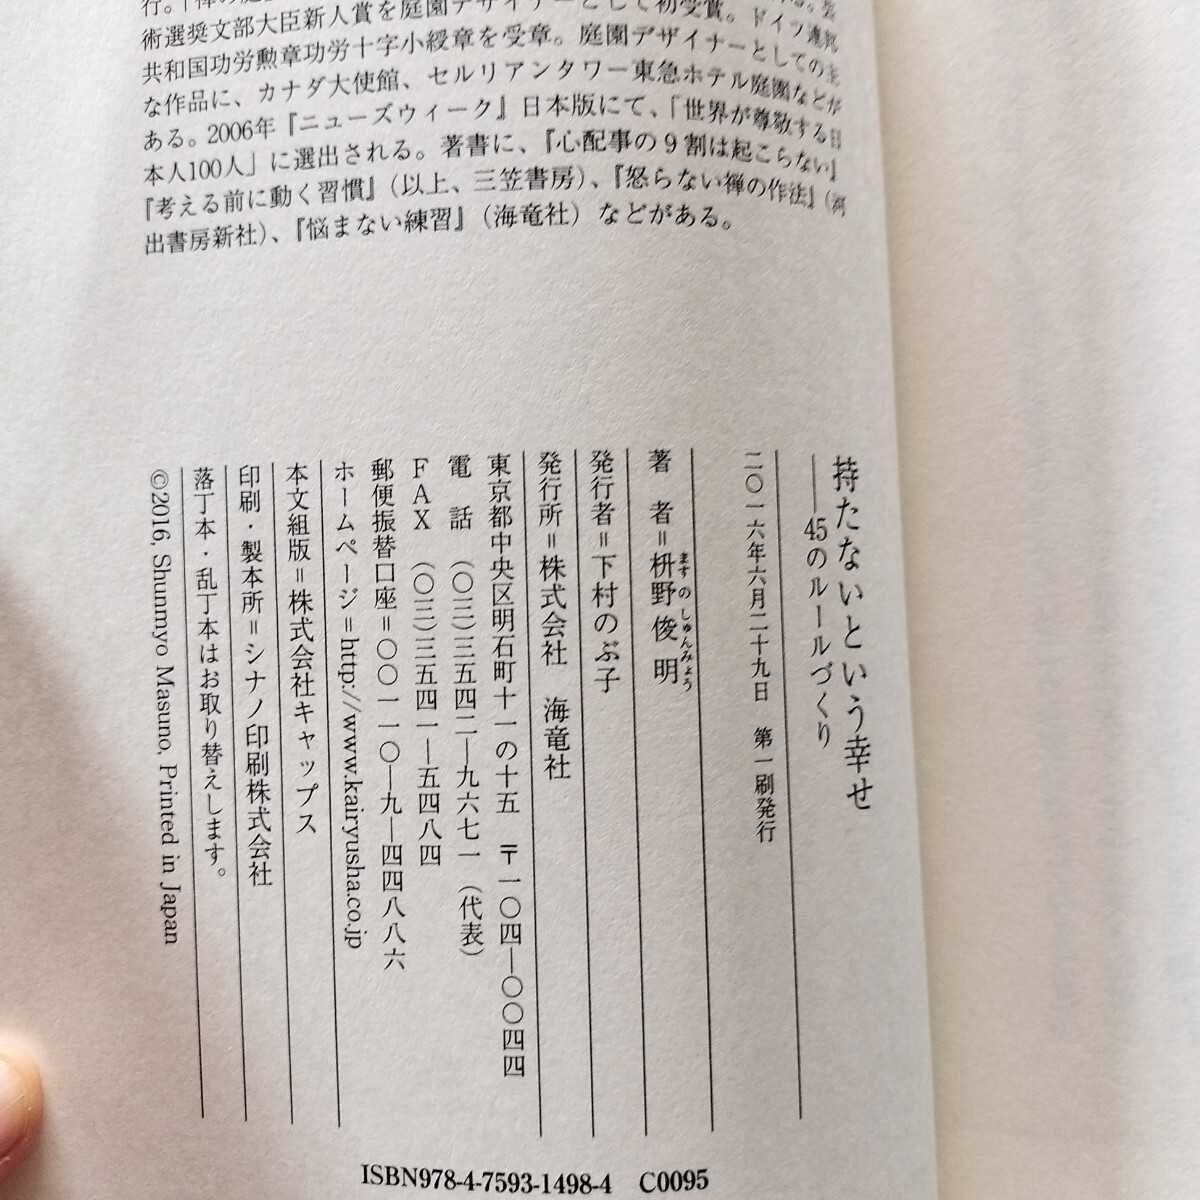 術選奨文部大臣新人賞を庭園デザイナーとして初受賞。ドイツ連邦
共和国功労勲章功労十字小綬章を受章。庭園デザイナーとしての主
な作品に、カナダ大使館、セルリアンタワー東急ホテル庭園などが
ある。2006年『ニューズウィーク』日本版にて、「世界が尊敬する日
本人100人」に選出される。著書に、『心配事の9割は起こらない』
『考える前に動く習慣』（以上、三笠書房）、『怒らない禅の作法』（河
出書房新社）、『悩まない練習』（海竜社）などがある。
持たないという幸せ
――45のルールづくり
二〇一六年六月二十九日　第一刷発行
著　者＝枡野俊明
ますのしゅんみょう
発行者＝下村のぶ子
発行所＝株式会社　海竜社
東京都中央区明石町十一の十五　〒一〇四―〇〇四四
電　話　（〇三）三五四二―九六七一（代表）
ＦＡＸ　（〇三）三五四一―五四八四
郵便振替口座＝〇〇一一〇―九―四四八八六
ホームページ＝http://www.kairyusha.co.jp
本文組版＝株式会社キャップス
印刷・製本所＝シナノ印刷株式会社
落丁本・乱丁本はお取り替えします。
©2016, Shunmyo Masuno, Printed in Japan
ISBN978-4-7593-1498-4　C0095